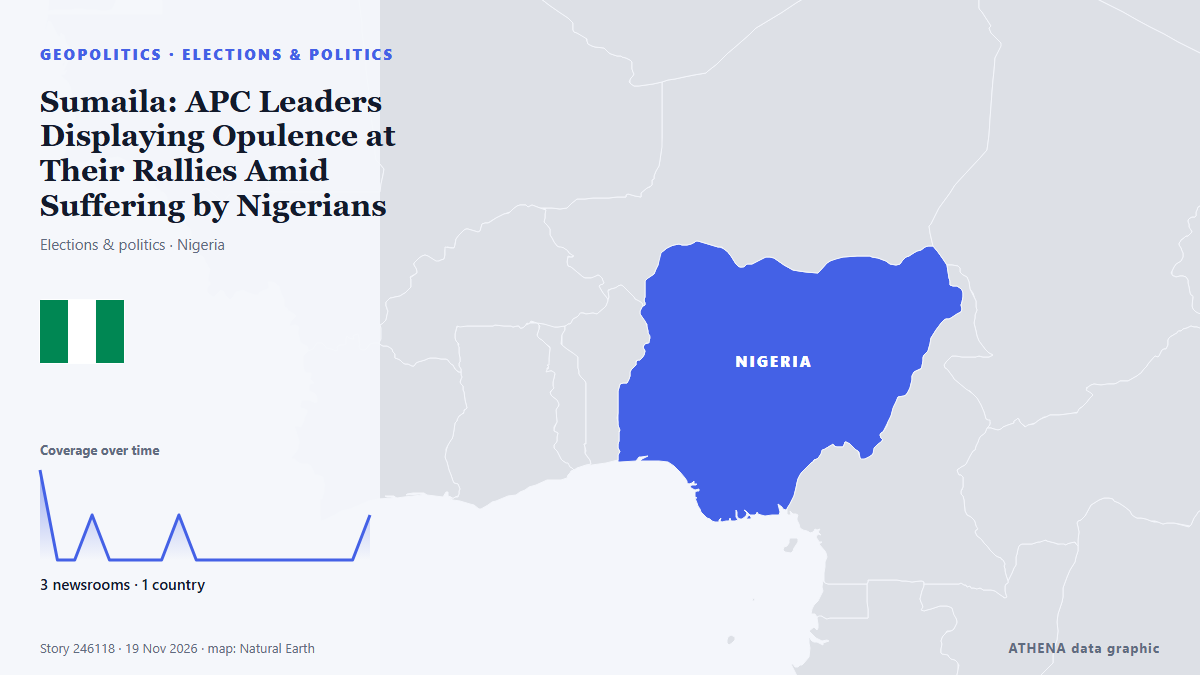 GEOPOLITICS · ELECTIONS & POLITICS
Sumaila: APC Leaders
Displaying Opulence at
Their Rallies Amid
Suffering by Nigerians
Elections & politics · Nigeria
NIGERIA
Coverage over time
3 newsrooms · 1 country
Story 246118 · 19 Nov 2026 · map: Natural Earth
ATHENA data graphic